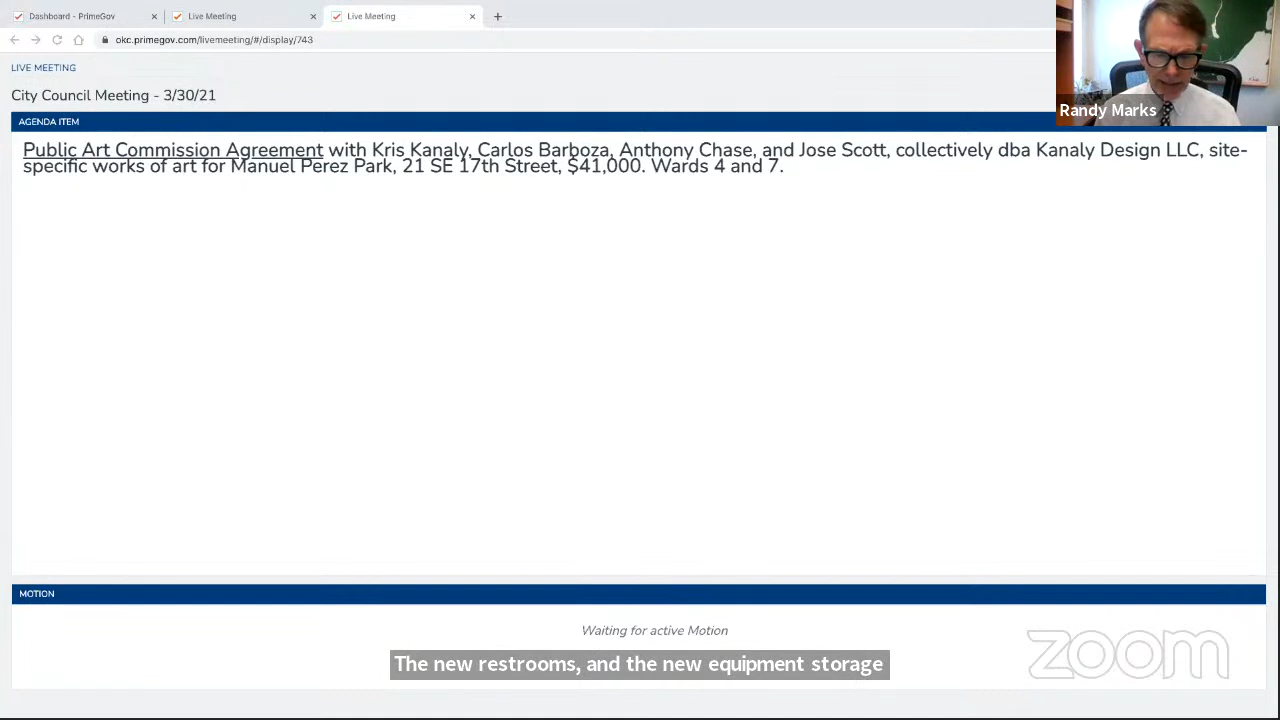 Dashboard - PrimeGov
Live Meeting
Live Meeting
okc.primegov.com/livemeeting/#/display/743
LIVE MEETING
City Council Meeting - 3/30/21
AGENDA ITEM
Public Art Commission Agreement with Kris Kanaly, Carlos Barboza, Anthony Chase, and Jose Scott, collectively dba Kanaly Design LLC, site-
specific works of art for Manuel Perez Park, 21 SE 17th Street, $41,000. Wards 4 and 7.
Randy Marks
MOTION
Waiting for active Motion
The new restrooms, and the new equipment storage
zoom